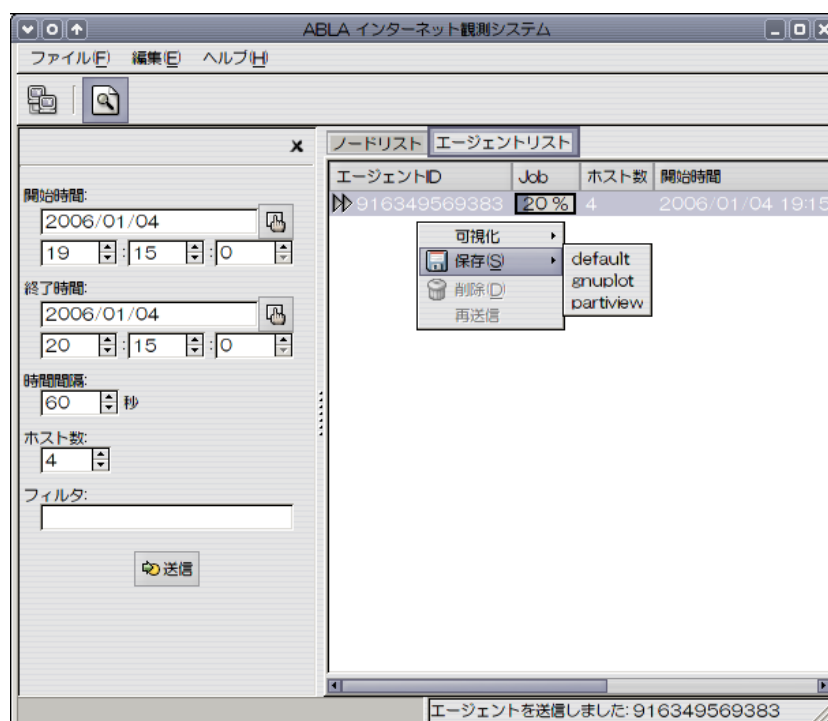 ABLA インターネット観測システム
ファイル(F) 編集(E) ヘルプ(H)
ノードリスト エージェントリスト
エージェントID Job ホスト数 開始時間
916349569383 20 % 4 2006/01/04 19:15
開始時間:
2006/01/04
19 : 15 : 0
終了時間:
2006/01/04
20 : 15 : 0
時間間隔:
60 秒
ホスト数:
4
フィルタ:
送信
可視化
保存(S)
削除(D)
再送信
default
gnuplot
partiview
エージェントを送信しました: 916349569383